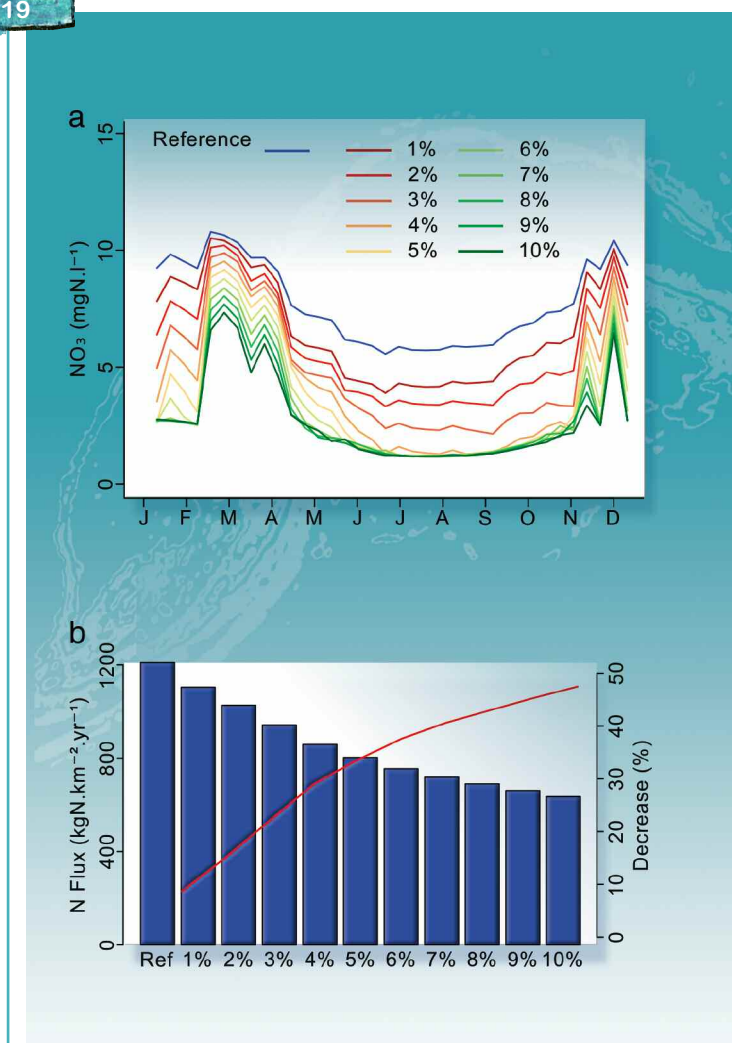 19
a
Reference
1% 6%
2% 7%
3% 8%
4% 9%
5% 10%
15
10
5
0
NO₃ (mgN.l⁻¹)
J F M A M J J A S O N D
b
1200
800
400
0
N Flux (kgN.km⁻².yr⁻¹)
50
40
30
20
10
0
Decrease (%)
Ref 1% 2% 3% 4% 5% 6% 7% 8% 9% 10%